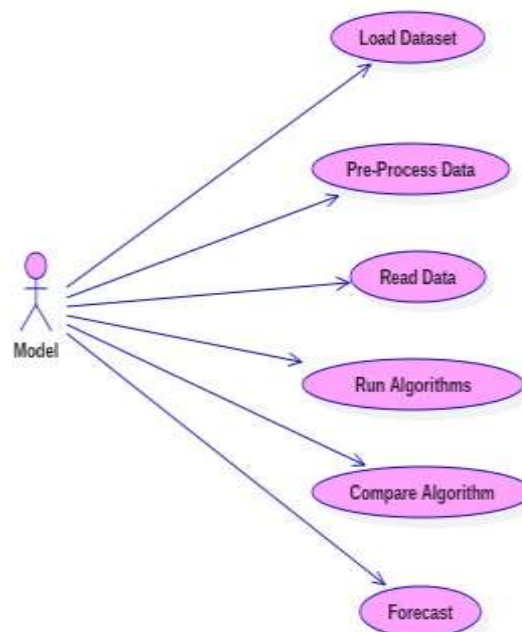 Load Dataset
Pre-Process Data
Read Data
Model
Run Algorithms
Compare Algorithm
Forecast